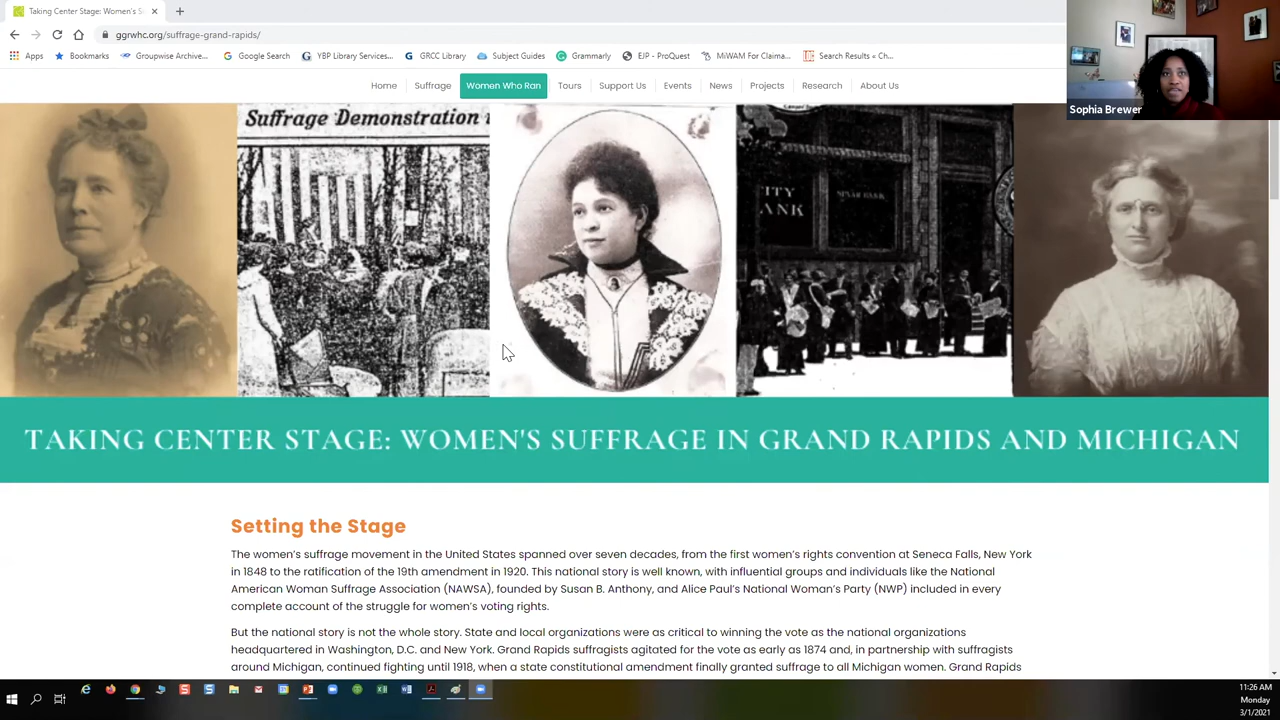 Taking Center Stage: Women's S
ggrwhc.org/suffrage-grand-rapids/
Apps Bookmarks Groupwise Archive... Google Search YBP Library Services... GRCC Library Subject Guides Grammarly EJP - ProQuest MiWAM For Claima... Search Results « Ch...
Sophia Brewer
Home Suffrage Women Who Ran Tours Support Us Events News Projects Research About Us
Suffrage Demonstration
ITY
ANK
TAKING CENTER STAGE: WOMEN'S SUFFRAGE IN GRAND RAPIDS AND MICHIGAN
Setting the Stage
The women's suffrage movement in the United States spanned over seven decades, from the first women's rights convention at Seneca Falls, New York
in 1848 to the ratification of the 19th amendment in 1920. This national story is well known, with influential groups and individuals like the National
American Woman Suffrage Association (NAWSA), founded by Susan B. Anthony, and Alice Paul's National Woman's Party (NWP) included in every
complete account of the struggle for women's voting rights.
But the national story is not the whole story. State and local organizations were as critical to winning the vote as the national organizations
headquartered in Washington, D.C. and New York. Grand Rapids suffragists agitated for the vote as early as 1874 and, in partnership with suffragists
around Michigan, continued fighting until 1918, when a state constitutional amendment finally granted suffrage to all Michigan women. Grand Rapids
11:26 AM
Monday
3/1/2021